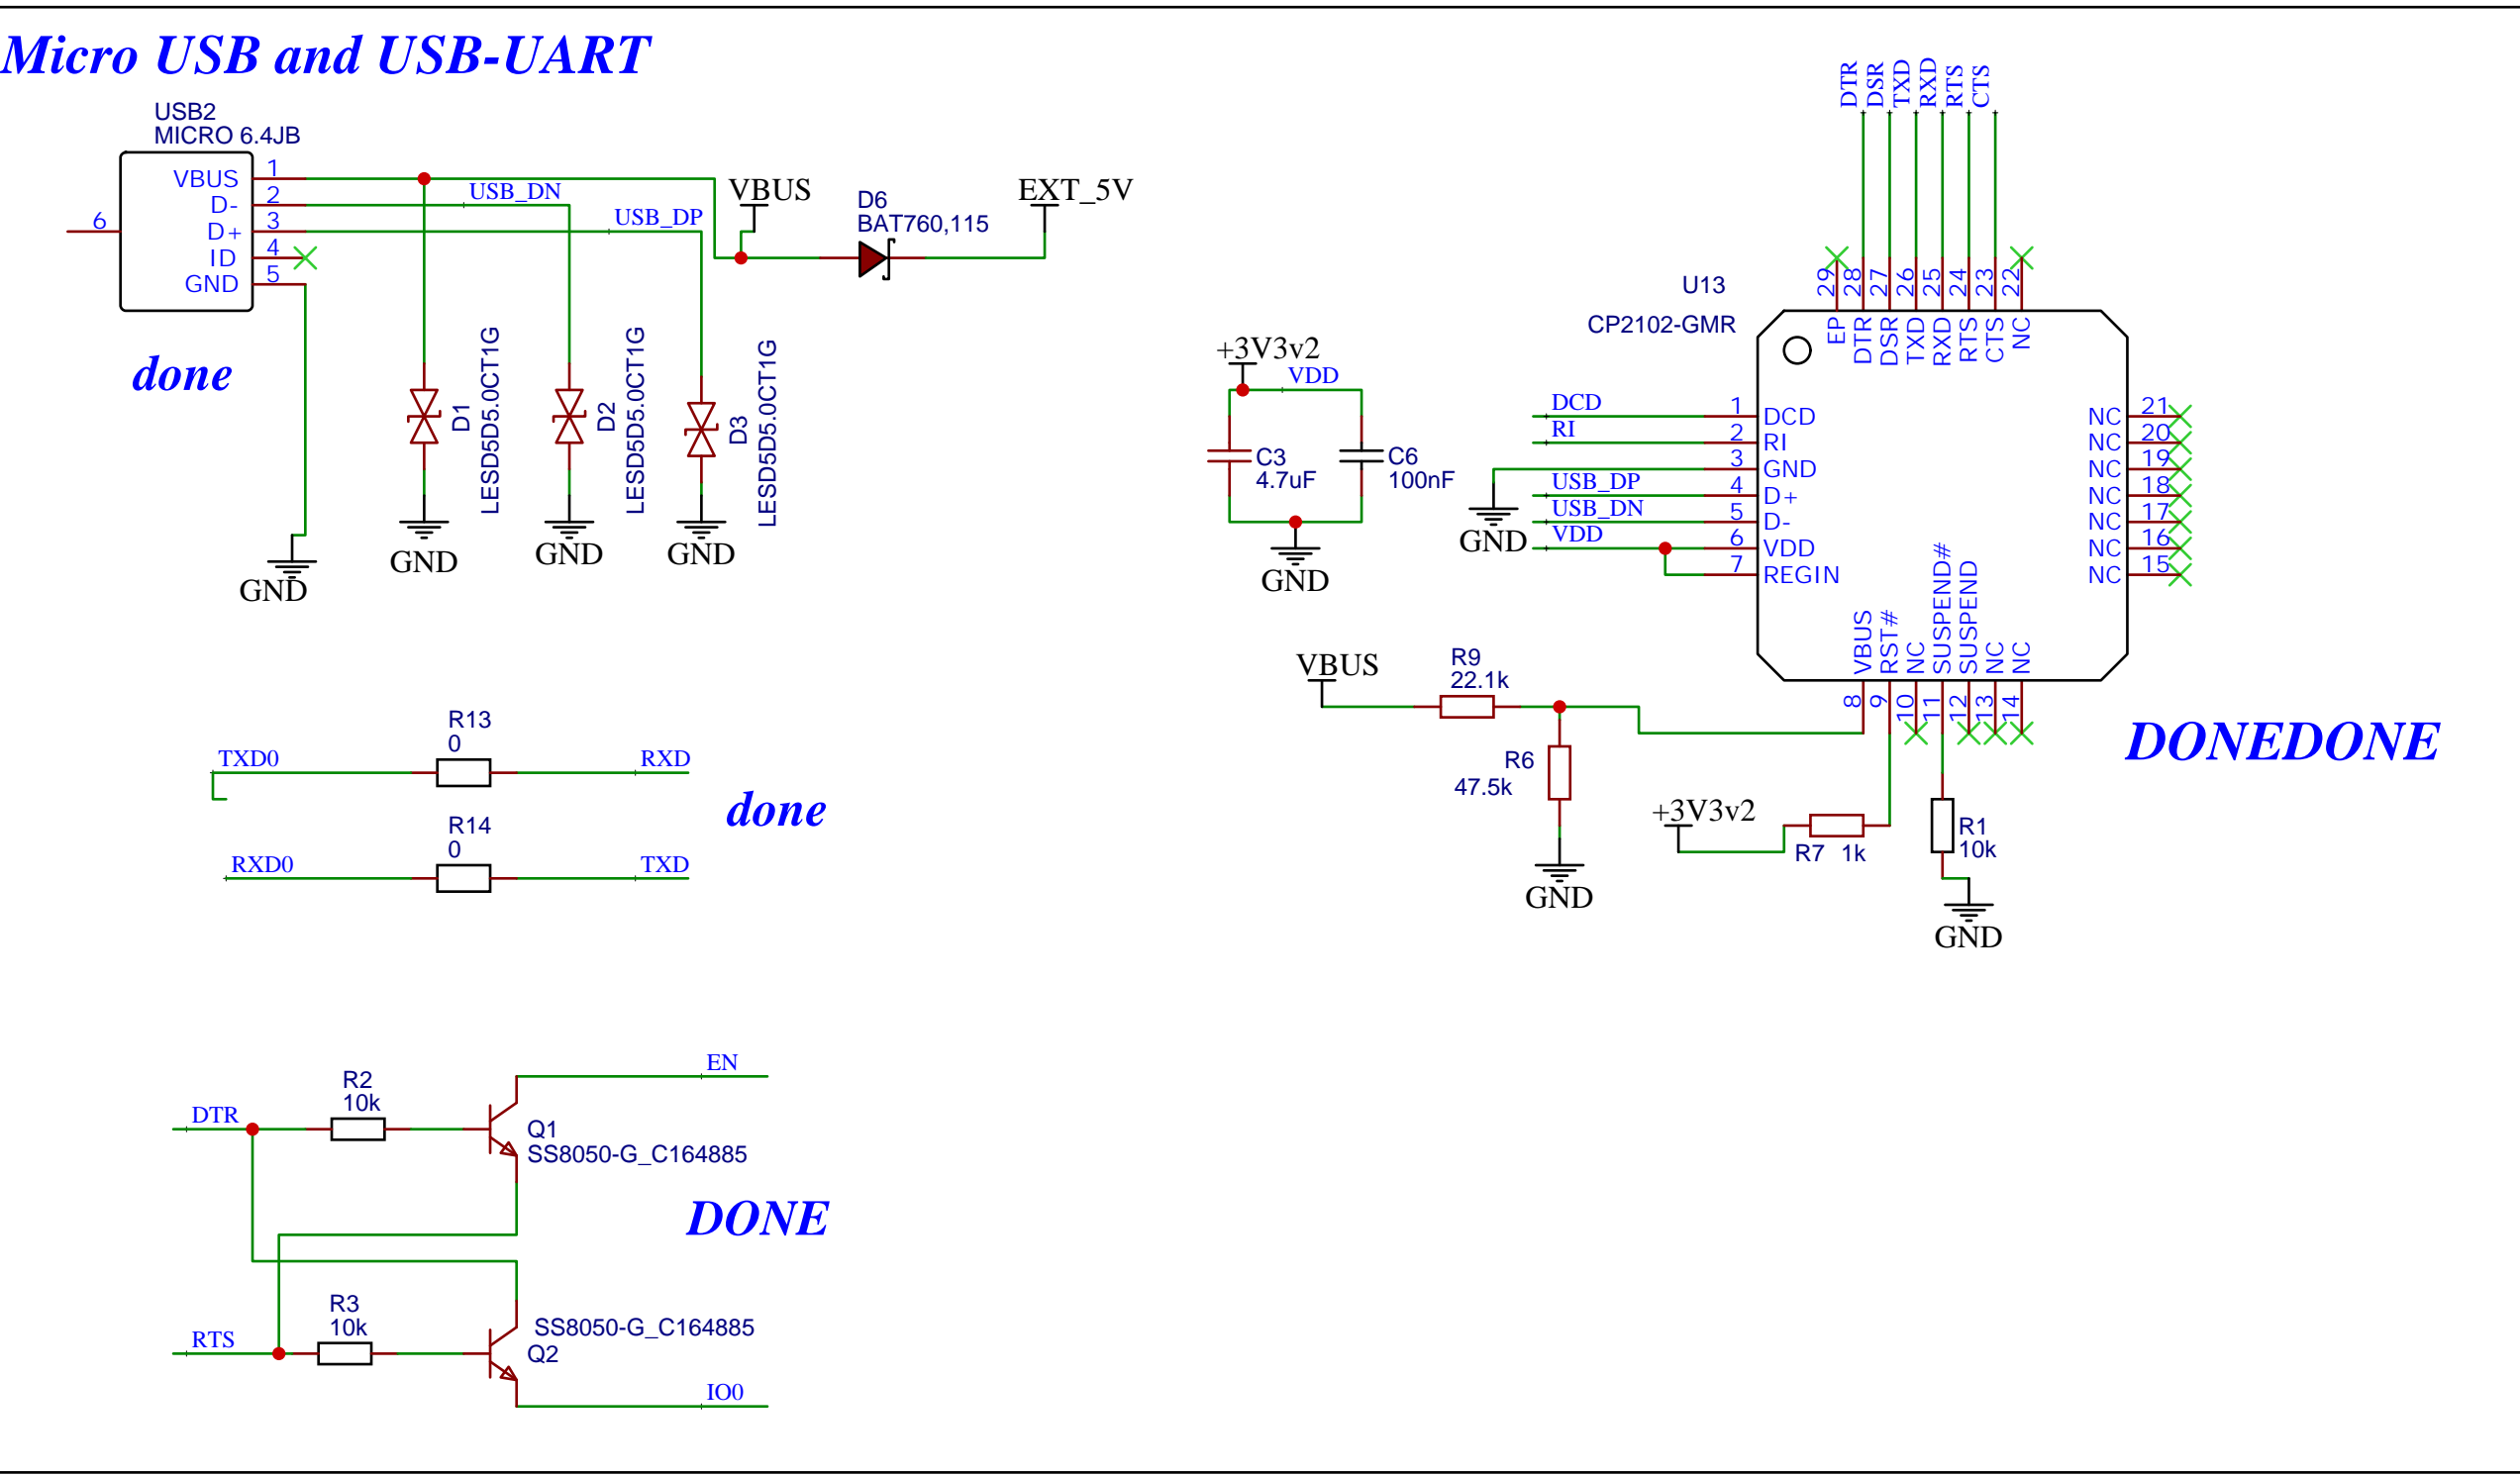 Micro USB and USB-UART
USB2
MICRO 6.4JB
VBUS 1
D- 2
D+ 3
ID 4
GND 5
6
USB_DN
USB_DP
VBUS
D6
BAT760,115
EXT_5V
done
D1
LESD5D5.0CT1G
D2
LESD5D5.0CT1G
D3
LESD5D5.0CT1G
GND
GND
GND
GND
+3V3v2
VDD
C3
4.7uF
C6
100nF
GND
DTR
DSR
TXD
RXD
RTS
CTS
U13
CP2102-GMR
29 28 27 26 25 24 23 22
EP DTR DSR TXD RXD RTS CTS NC
DCD 1 DCD
RI 2 RI
3 GND
USB_DP 4 D+
USB_DN 5 D-
VDD 6 VDD
7 REGIN
GND
NC 21
NC 20
NC 19
NC 18
NC 17
NC 16
NC 15
VBUS RST# NC SUSPEND# SUSPEND NC NC
8 9 10 11 12 13 14
VBUS
R9
22.1k
R6
47.5k
GND
+3V3v2
R7 1k
R1
10k
GND
DONEDONE
TXD0
R13
0
RXD
RXD0
R14
0
TXD
done
DTR
R2
10k
EN
Q1
SS8050-G_C164885
DONE
RTS
R3
10k
SS8050-G_C164885
Q2
IO0